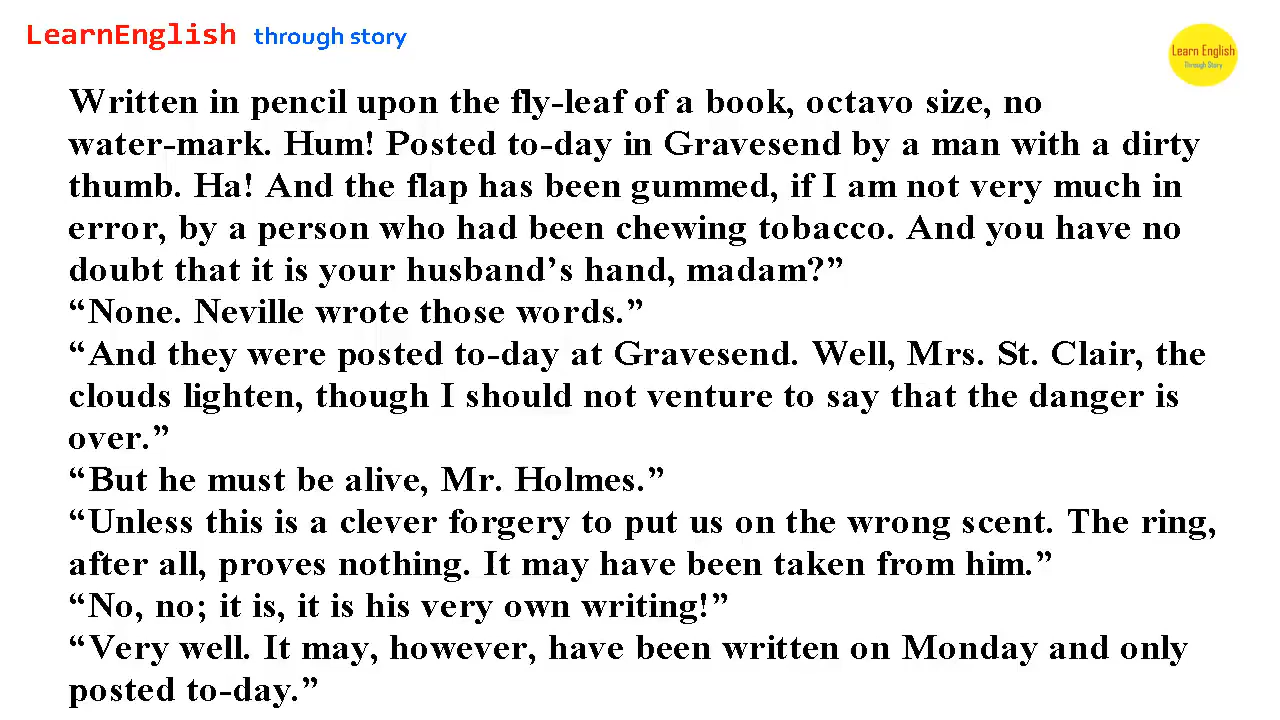 LearnEnglish through story
Learn English
Through Story
Written in pencil upon the fly-leaf of a book, octavo size, no
water-mark. Hum! Posted to-day in Gravesend by a man with a dirty
thumb. Ha! And the flap has been gummed, if I am not very much in
error, by a person who had been chewing tobacco. And you have no
doubt that it is your husband’s hand, madam?”
“None. Neville wrote those words.”
“And they were posted to-day at Gravesend. Well, Mrs. St. Clair, the
clouds lighten, though I should not venture to say that the danger is
over.”
“But he must be alive, Mr. Holmes.”
“Unless this is a clever forgery to put us on the wrong scent. The ring,
after all, proves nothing. It may have been taken from him.”
“No, no; it is, it is his very own writing!”
“Very well. It may, however, have been written on Monday and only
posted to-day.”